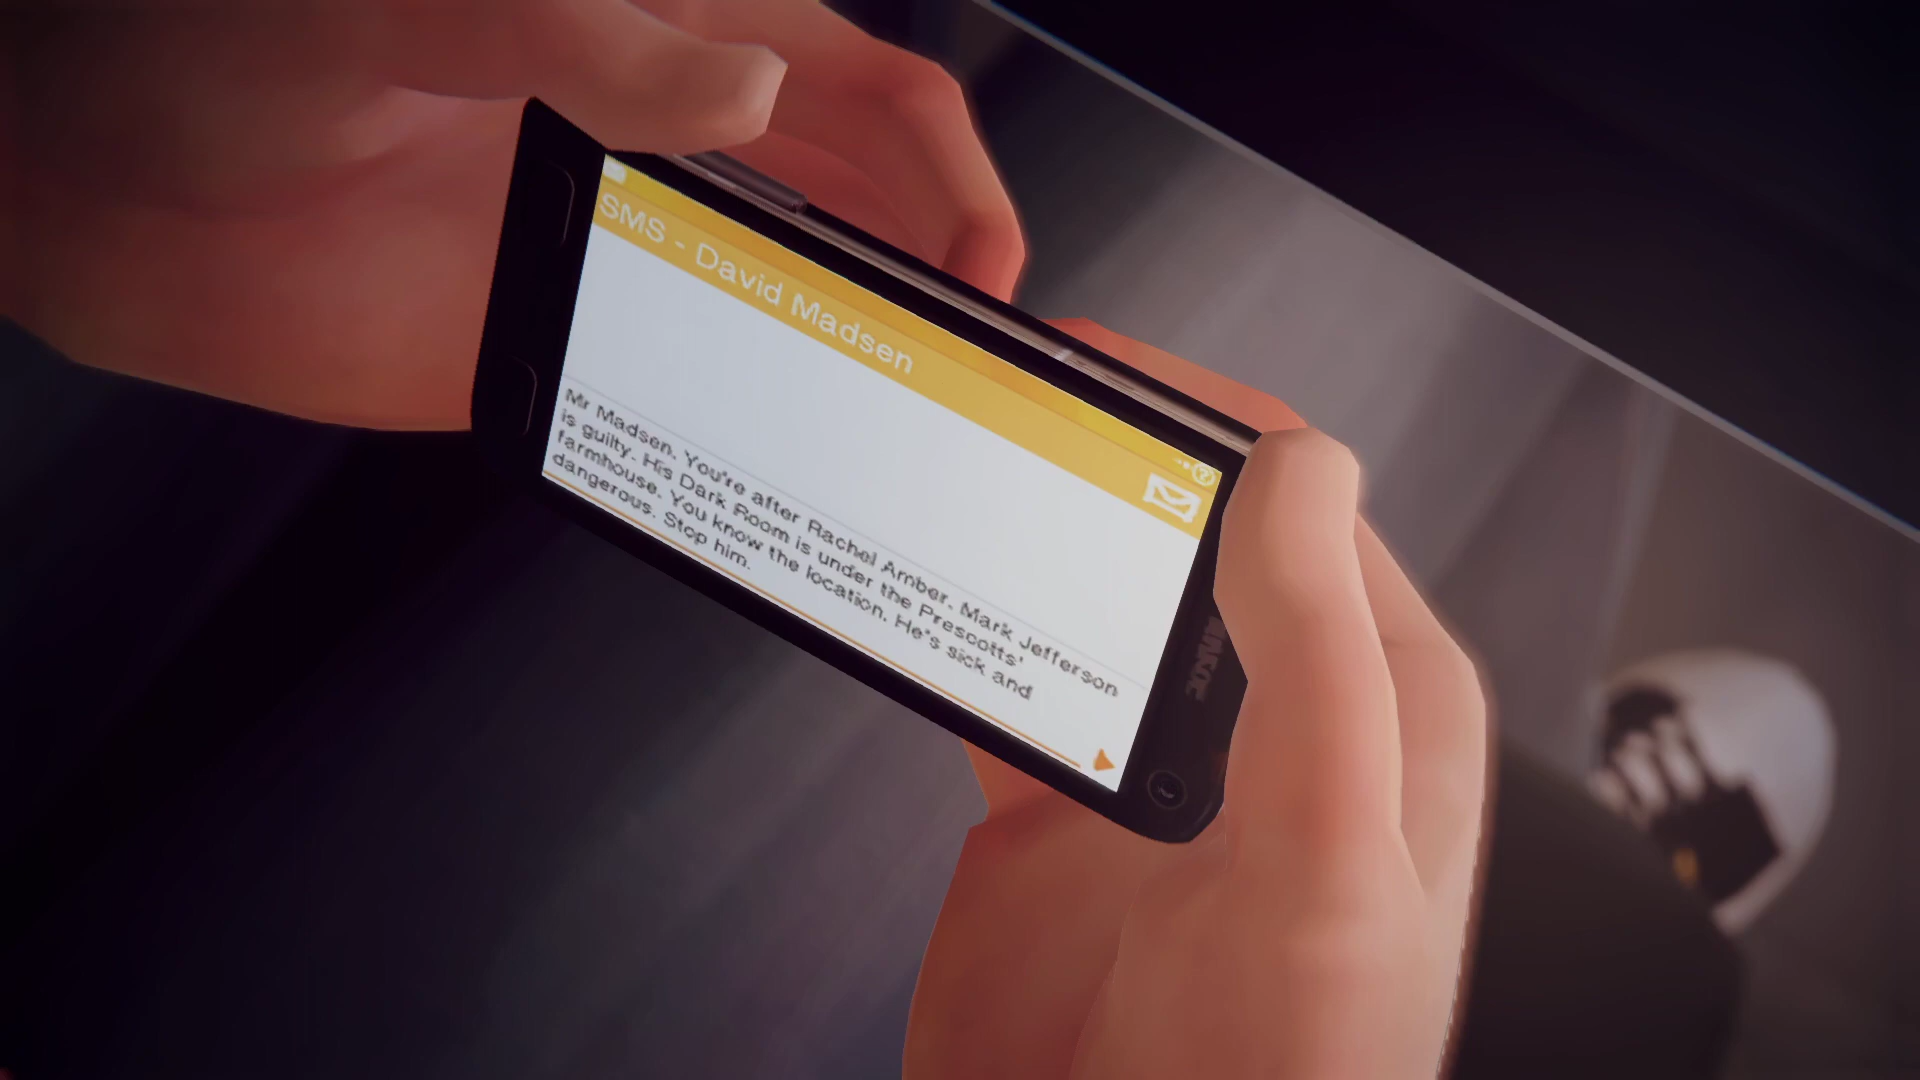 SMS - David Madsen
Mr Madsen. You're after Rachel Amber. Mark Jefferson
is guilty. His Dark Room is under the Prescotts'
farmhouse. You know the location. He's sick and
dangerous. Stop him.